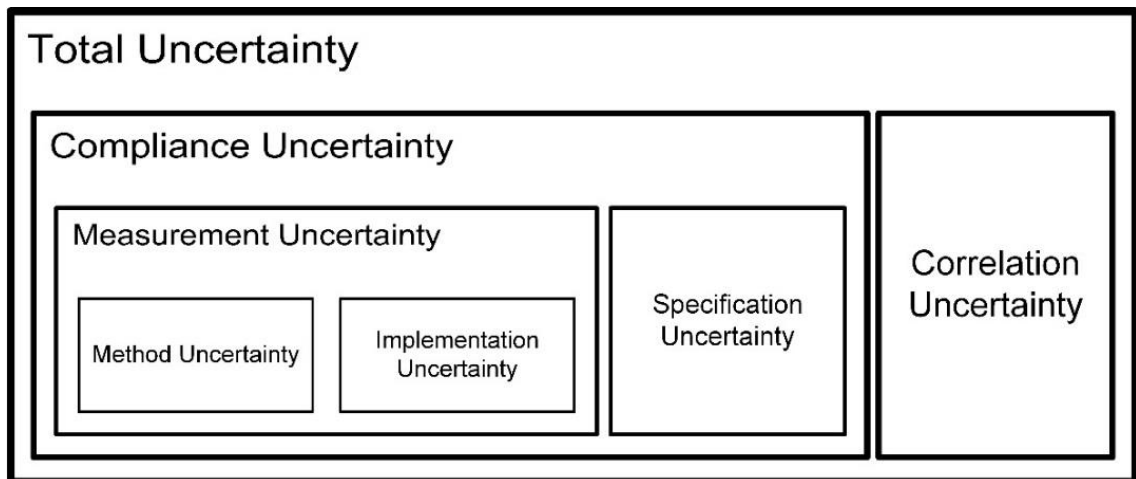 Total Uncertainty
Compliance Uncertainty
Measurement Uncertainty
Method Uncertainty
Implementation
Uncertainty
Specification
Uncertainty
Correlation
Uncertainty